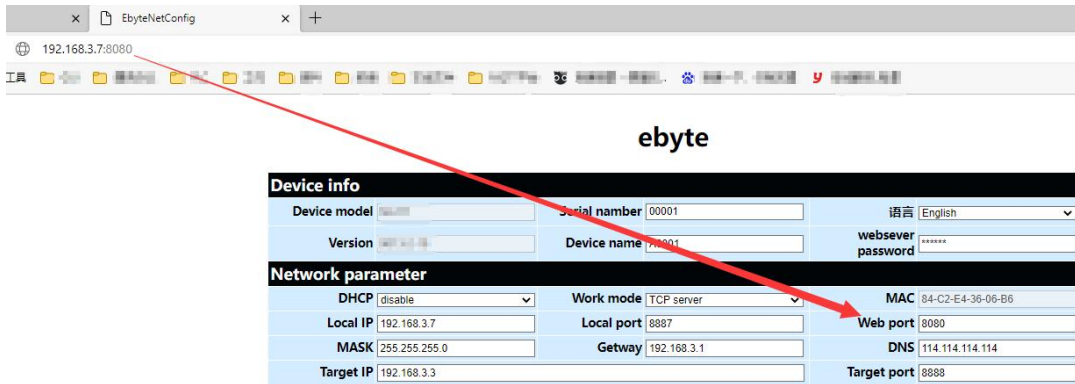 EbyteNetConfig
192.168.3.7:8080
工具
ebyte
Device info
Device model Serial namber 00001 语言 English
Version Device name A0001 websever password ******
Network parameter
DHCP disable Work mode TCP server MAC 84-C2-E4-36-06-B6
Local IP 192.168.3.7 Local port 8887 Web port 8080
MASK 255.255.255.0 Getway 192.168.3.1 DNS 114.114.114.114
Target IP 192.168.3.3 Target port 8888